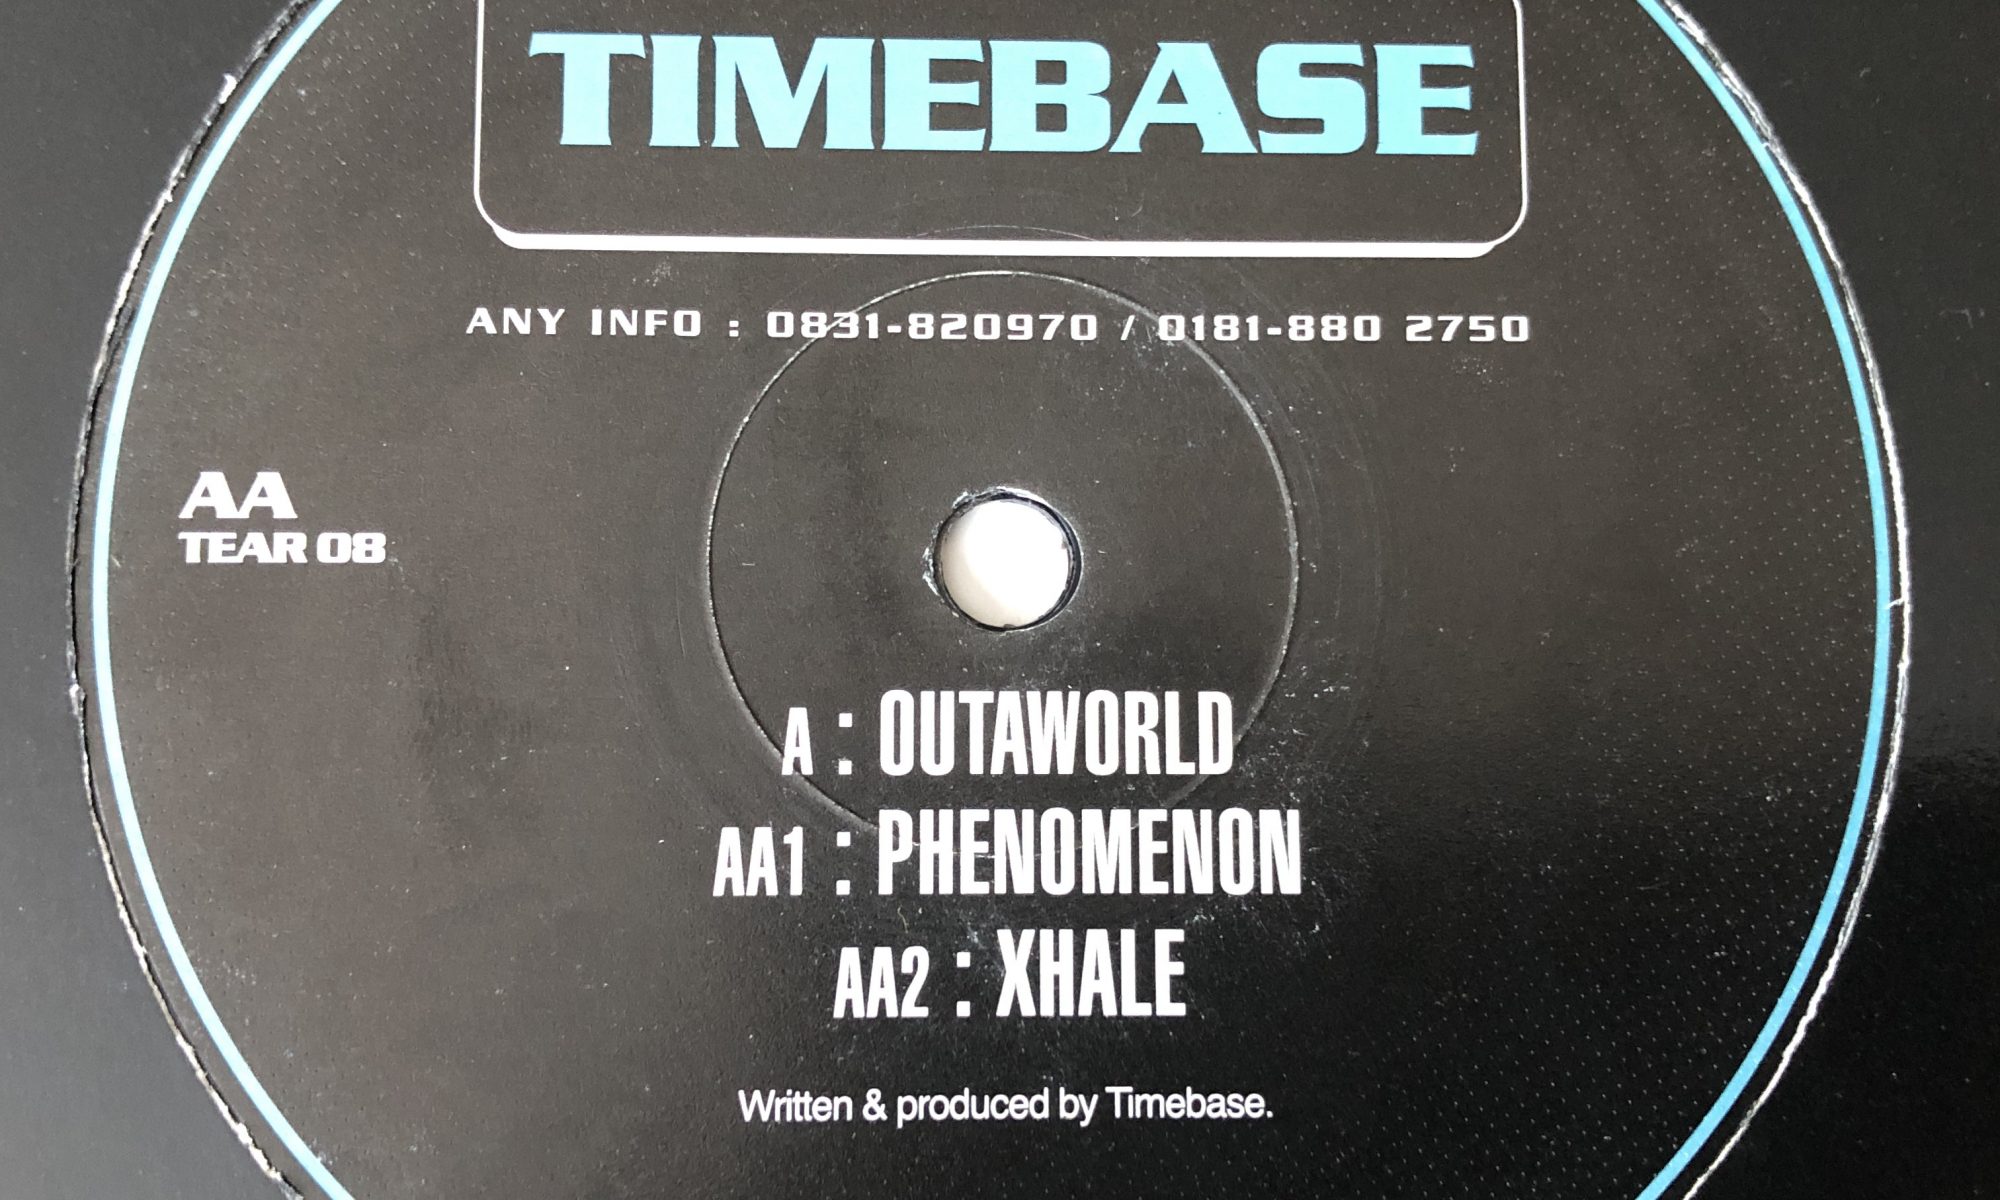 TIMEBASE
ANY INFO : 0831-820970 / 0181-880 2750
AA
TEAR 08
A : OUTAWORLD
AA1 : PHENOMENON
AA2 : XHALE
Written & produced by Timebase.